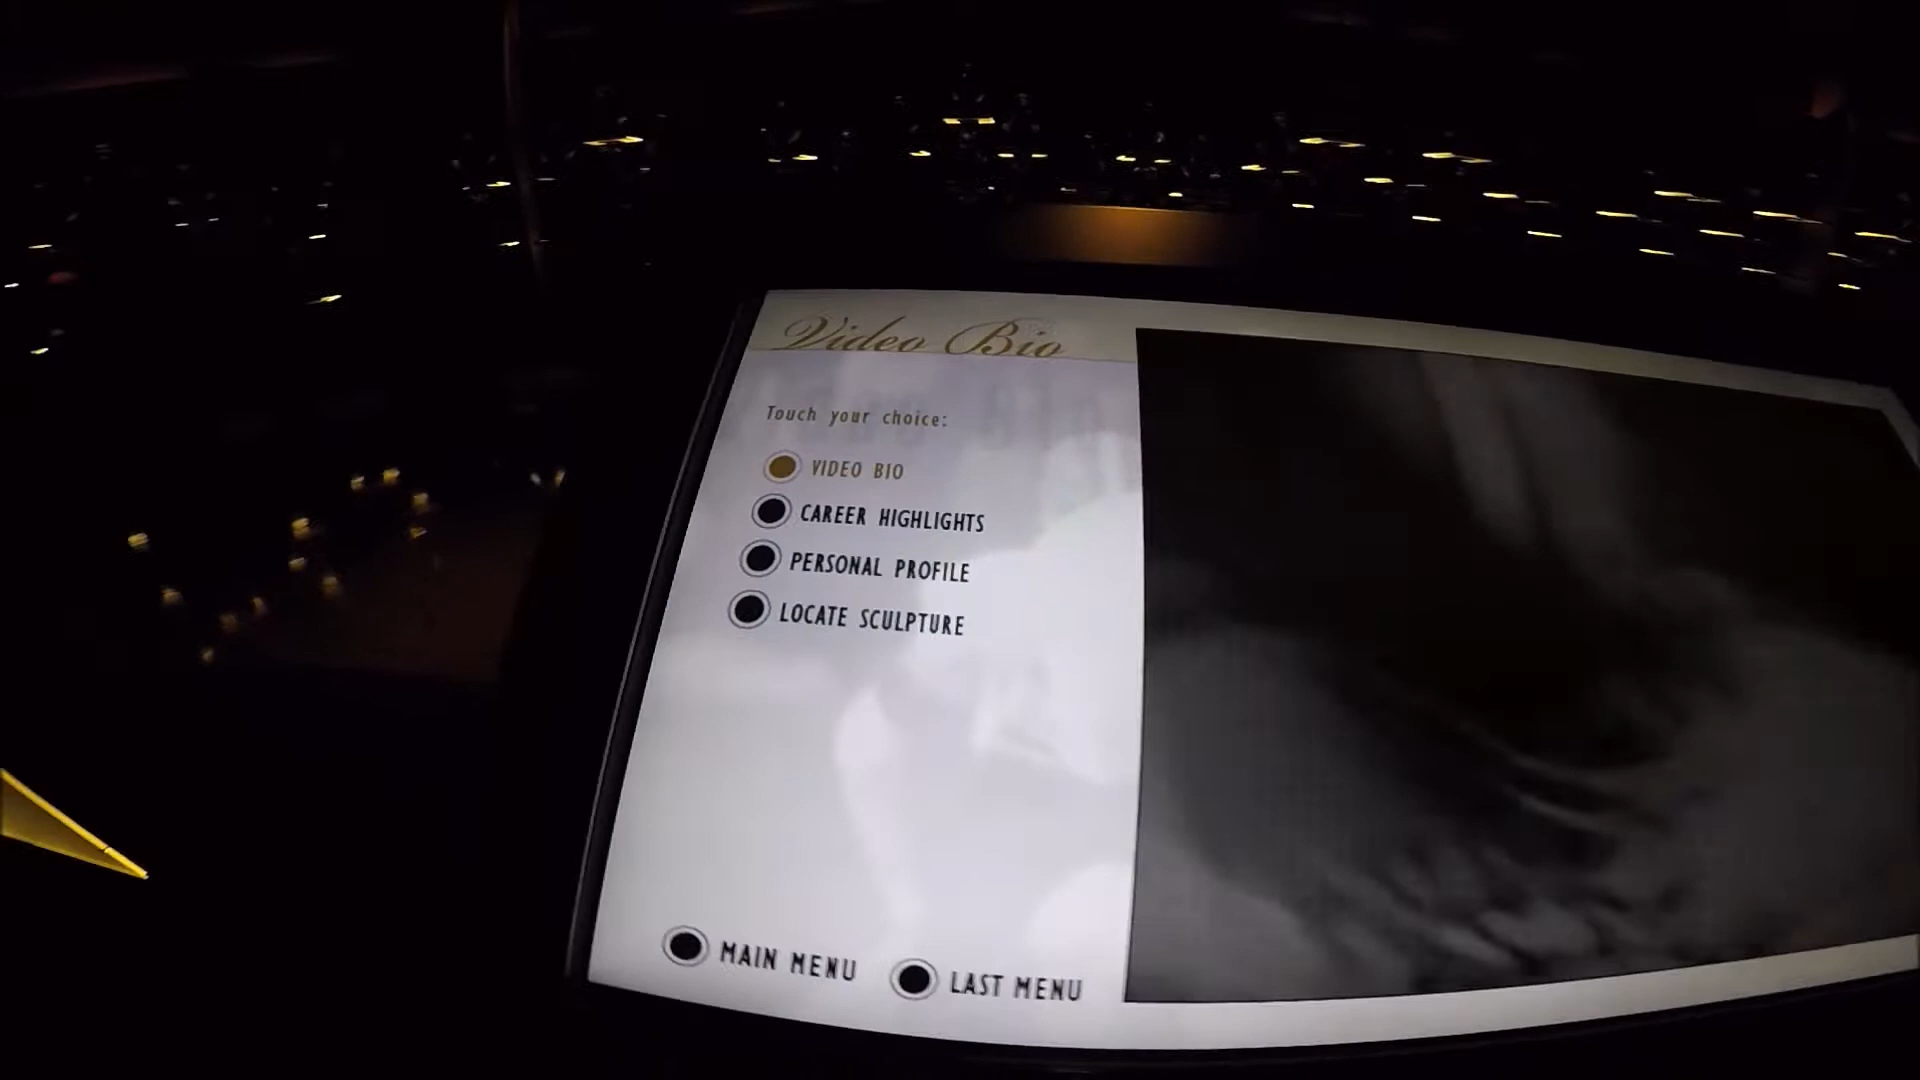 Video Bio
Touch your choice:
VIDEO BIO
CAREER HIGHLIGHTS
PERSONAL PROFILE
LOCATE SCULPTURE
MAIN MENU
LAST MENU